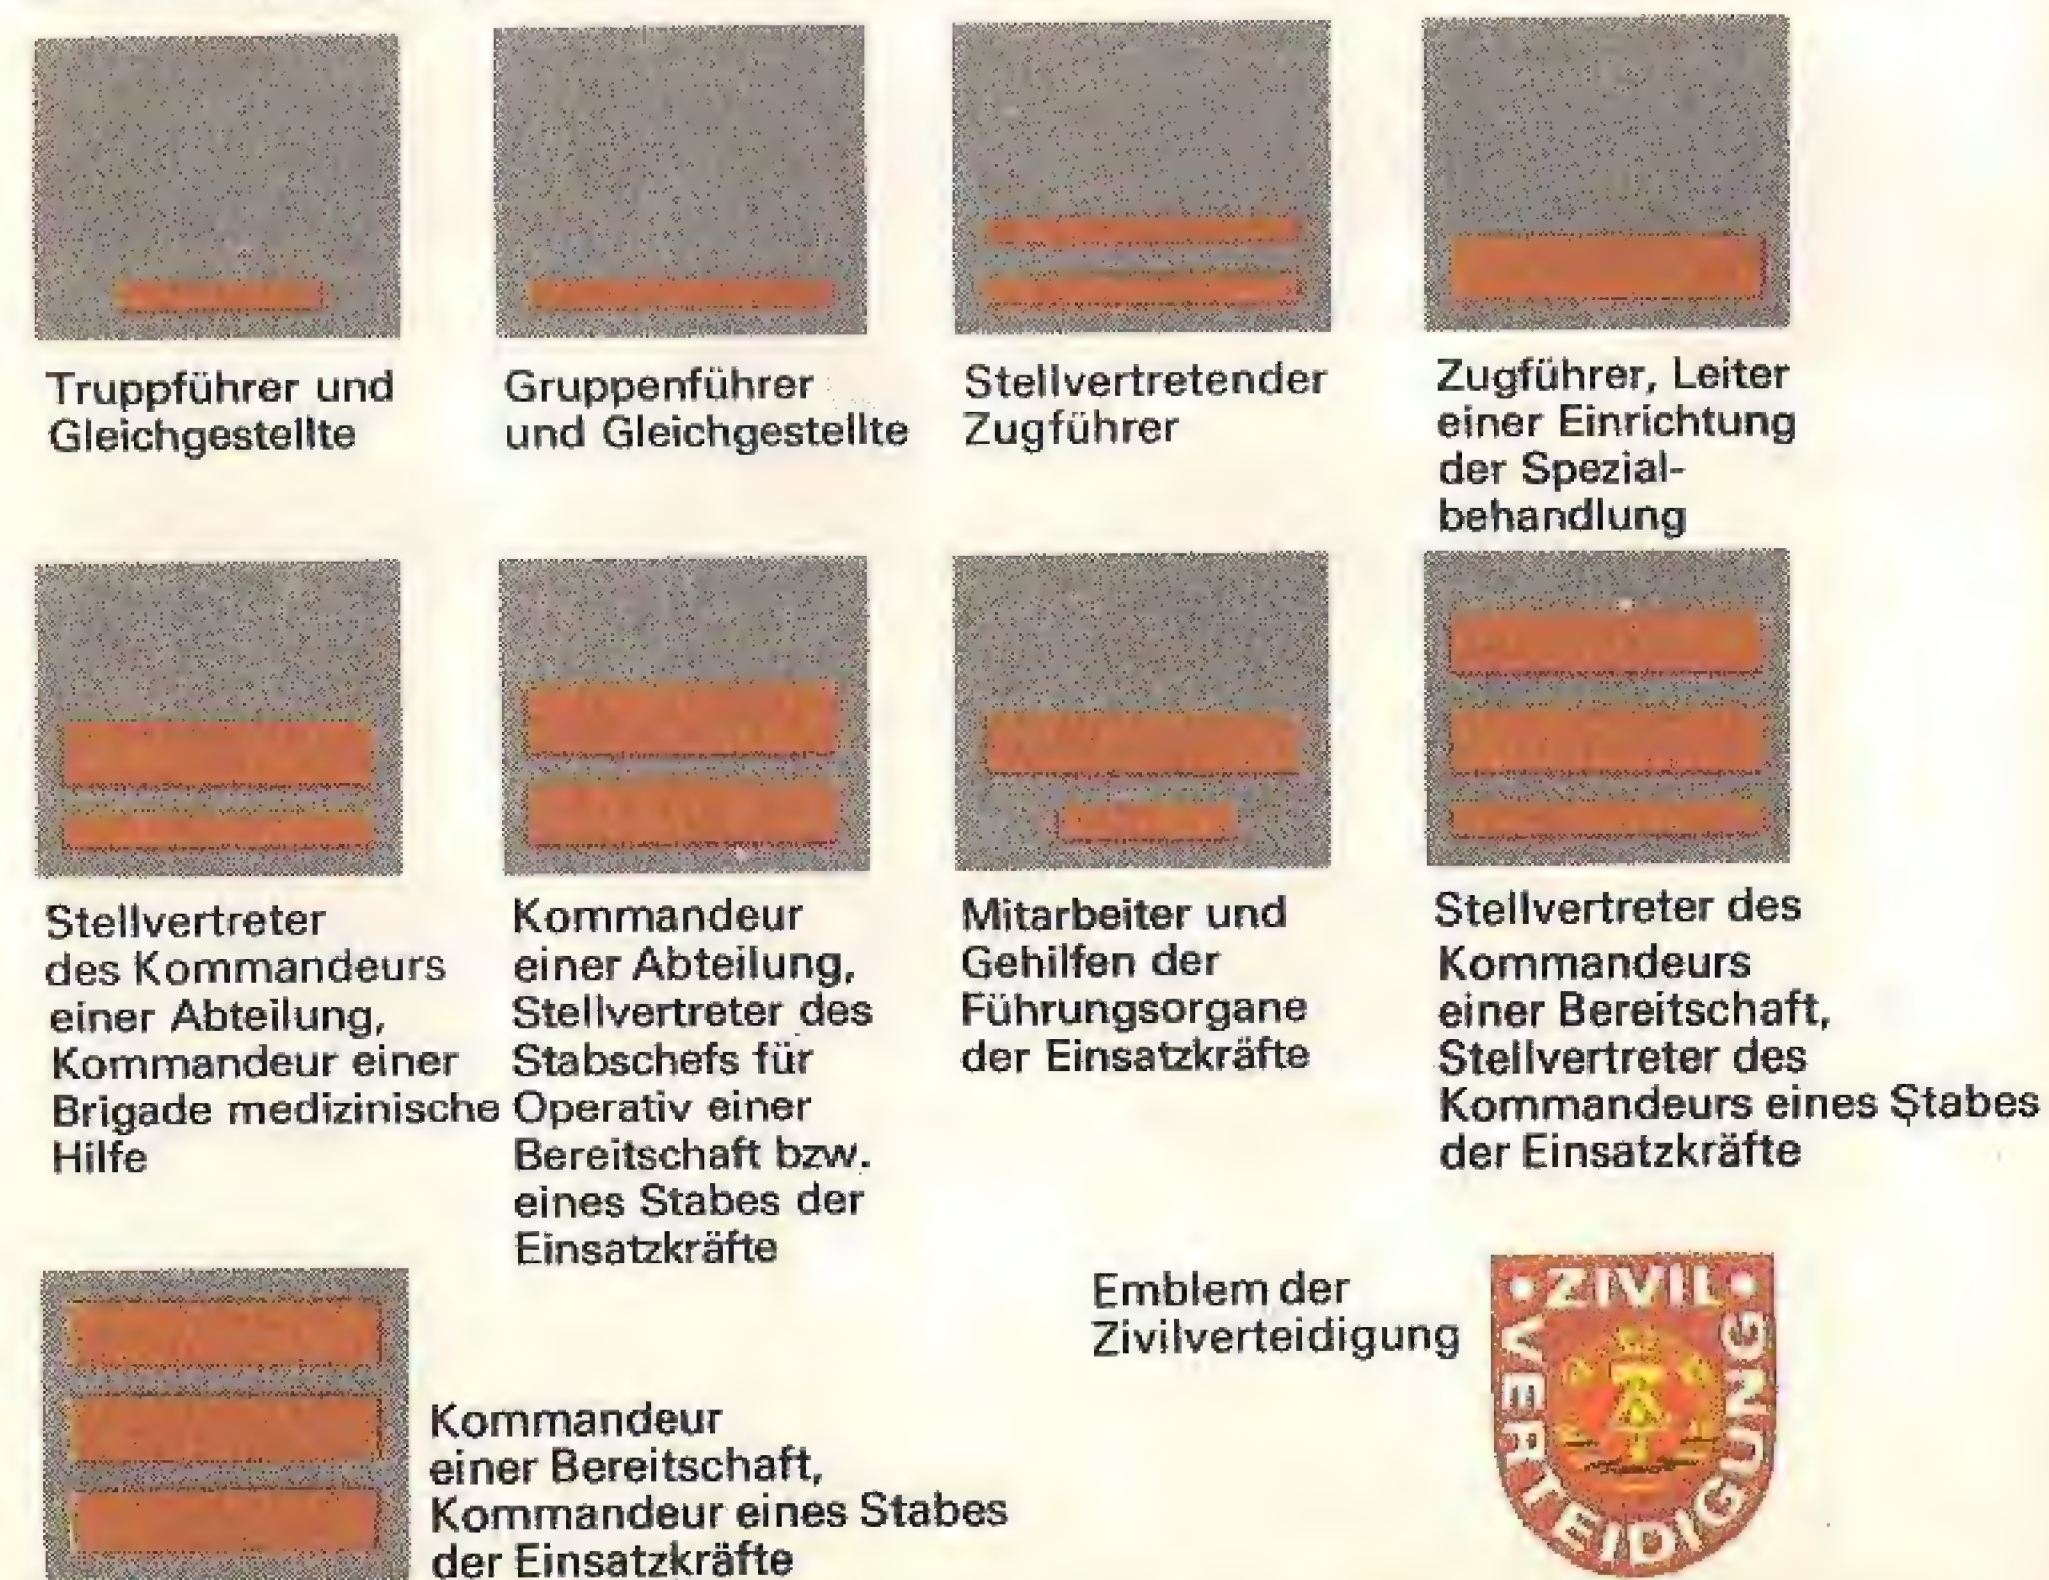 Truppführer und
Gleichgestellte
Gruppenführer
und Gleichgestellte
Stellvertretender
Zugführer
Zugführer, Leiter
einer Einrichtung
der Spezial-
behandlung
Stellvertreter
des Kommandeurs
einer Abteilung,
Kommandeur einer
Brigade medizinische
Hilfe
Kommandeur
einer Abteilung,
Stellvertreter des
Stabschefs für
Operativ einer
Bereitschaft bzw.
eines Stabes der
Einsatzkräfte
Mitarbeiter und
Gehilfen der
Führungsorgane
der Einsatzkräfte
Stellvertreter des
Kommandeurs
einer Bereitschaft,
Stellvertreter des
Kommandeurs eines Stabes
der Einsatzkräfte
Kommandeur
einer Bereitschaft,
Kommandeur eines Stabes
der Einsatzkräfte
Emblem der
Zivilverteidigung
• ZIVIL •
VERTEIDIGUNG